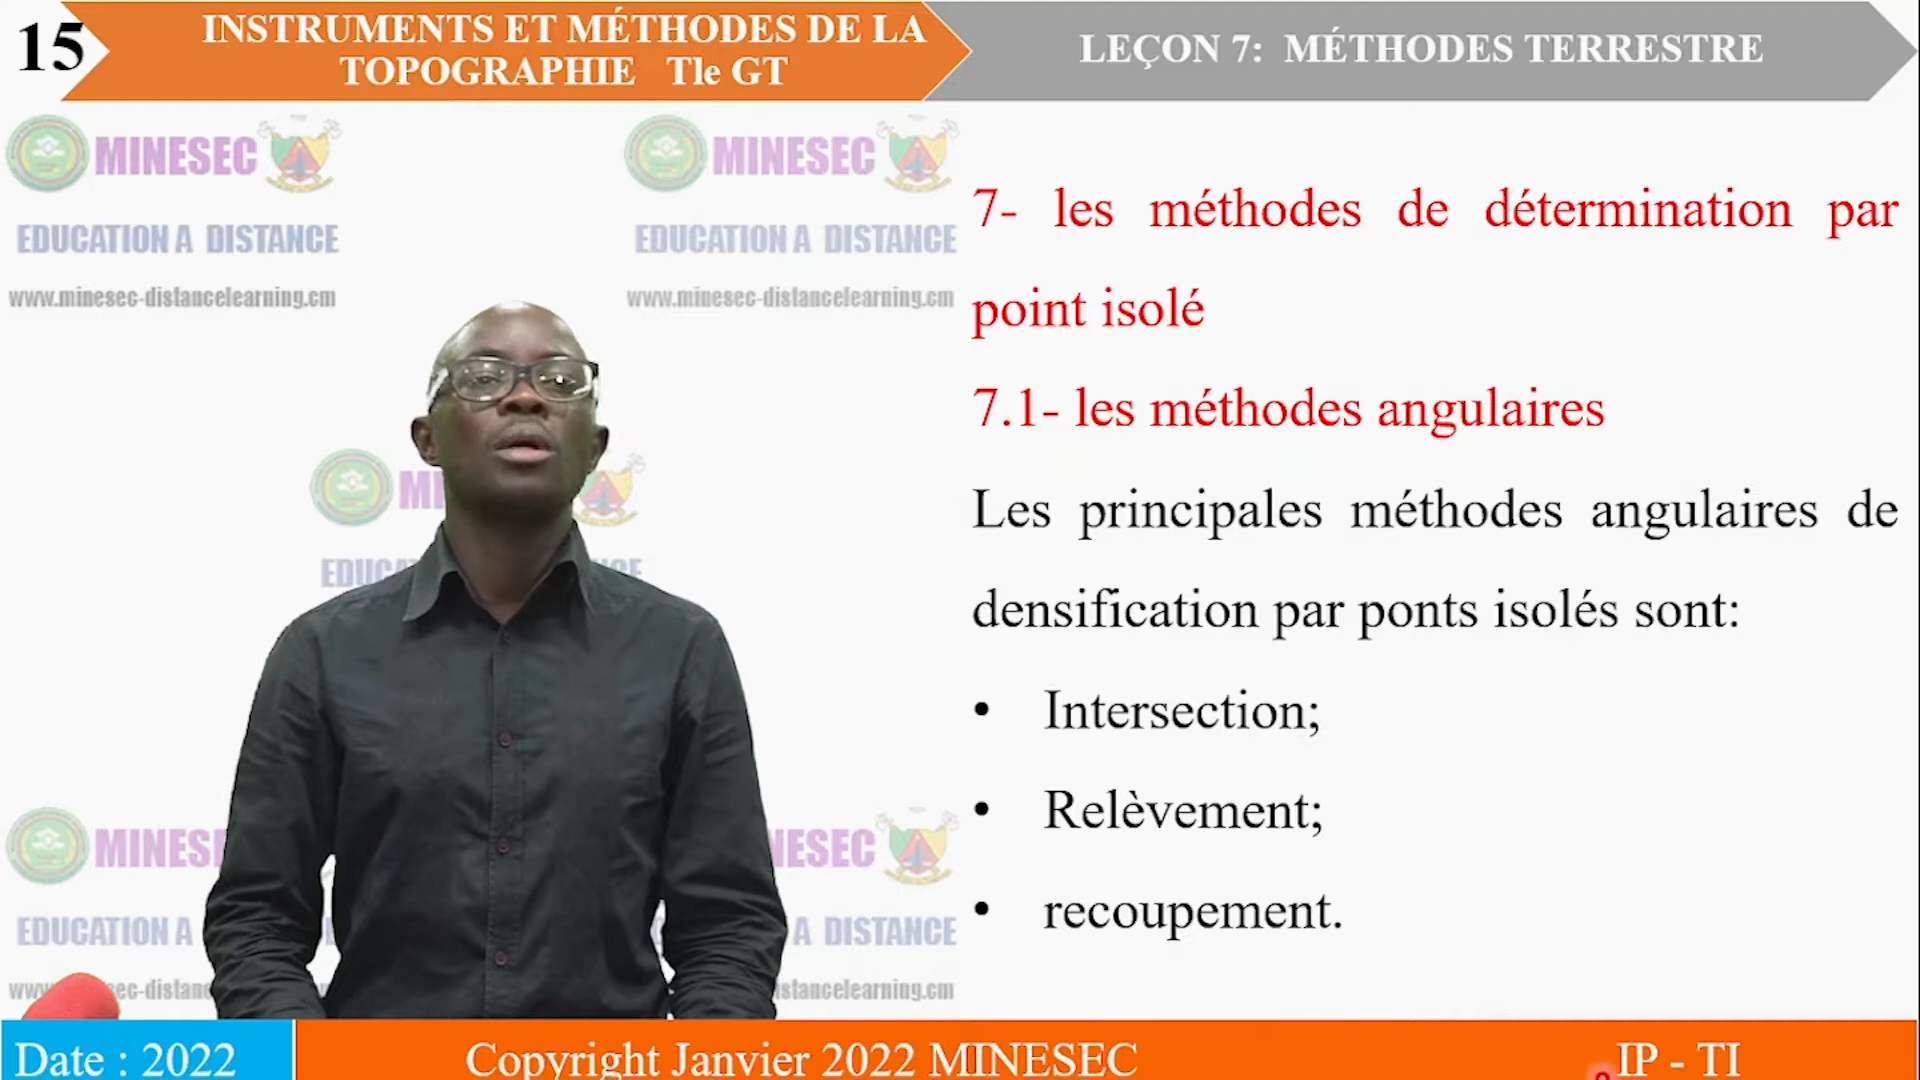 15
INSTRUMENTS ET MÉTHODES DE LA
TOPOGRAPHIE Tle GT
LEÇON 7: MÉTHODES TERRESTRE
MINESEC
EDUCATION A DISTANCE
www.minesec-distancelearning.cm
MINESEC
EDUCATION A DISTANCE
www.minesec-distancelearning.cm
7- les méthodes de détermination par
point isolé
7.1- les méthodes angulaires
Les principales méthodes angulaires de
densification par ponts isolés sont:
• Intersection;
• Relèvement;
• recoupement.
Date : 2022
Copyright Janvier 2022 MINESEC
IP - TI